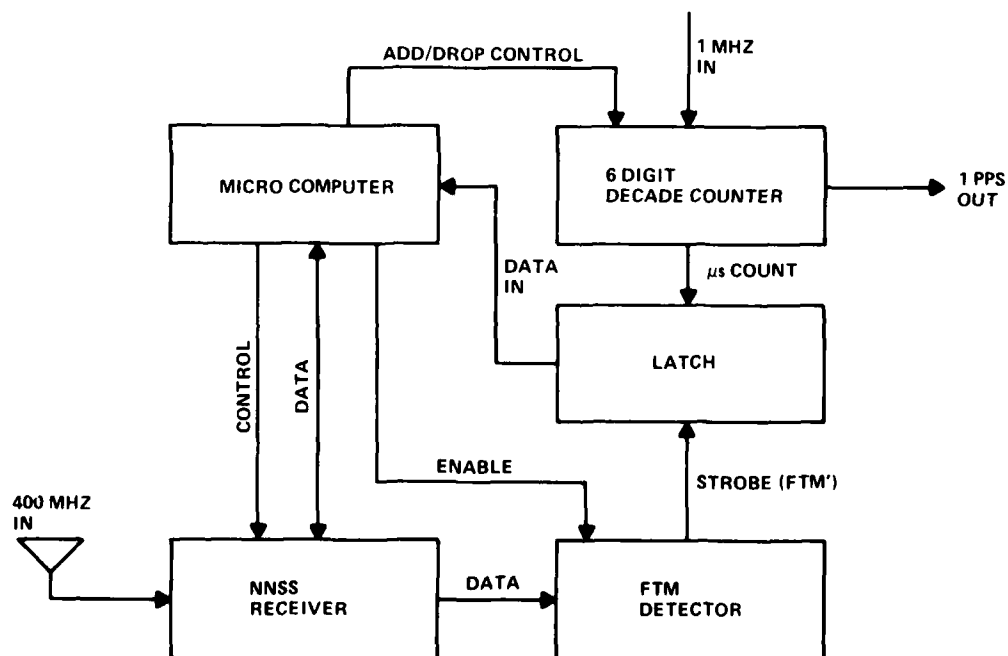 ADD/DROP CONTROL
1 MHZ
IN
MICRO COMPUTER
6 DIGIT
DECADE COUNTER
1 PPS
OUT
DATA
IN
μs COUNT
LATCH
CONTROL
DATA
ENABLE
STROBE (FTM')
400 MHZ
IN
NNSS
RECEIVER
DATA
FTM
DETECTOR